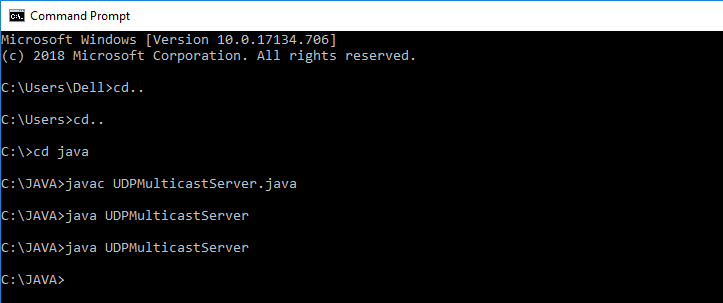 Command Prompt
Microsoft Windows [Version 10.0.17134.706]
(c) 2018 Microsoft Corporation. All rights reserved.
C:\Users\Dell>cd..
C:\Users>cd..
C:\>cd java
C:\JAVA>javac UDPMulticastServer.java
C:\JAVA>java UDPMulticastServer
C:\JAVA>java UDPMulticastServer
C:\JAVA>